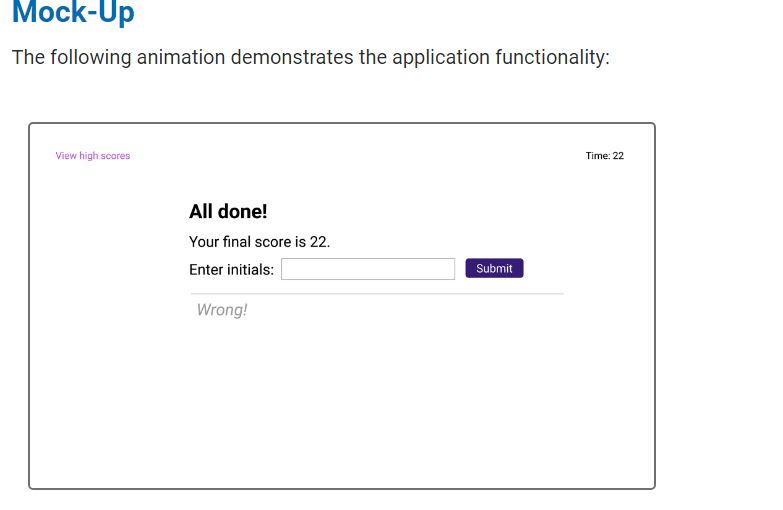 Mock-Up
The following animation demonstrates the application functionality:
View high scores
Time: 22
All done!
Your final score is 22.
Enter initials:
Submit
Wrong!